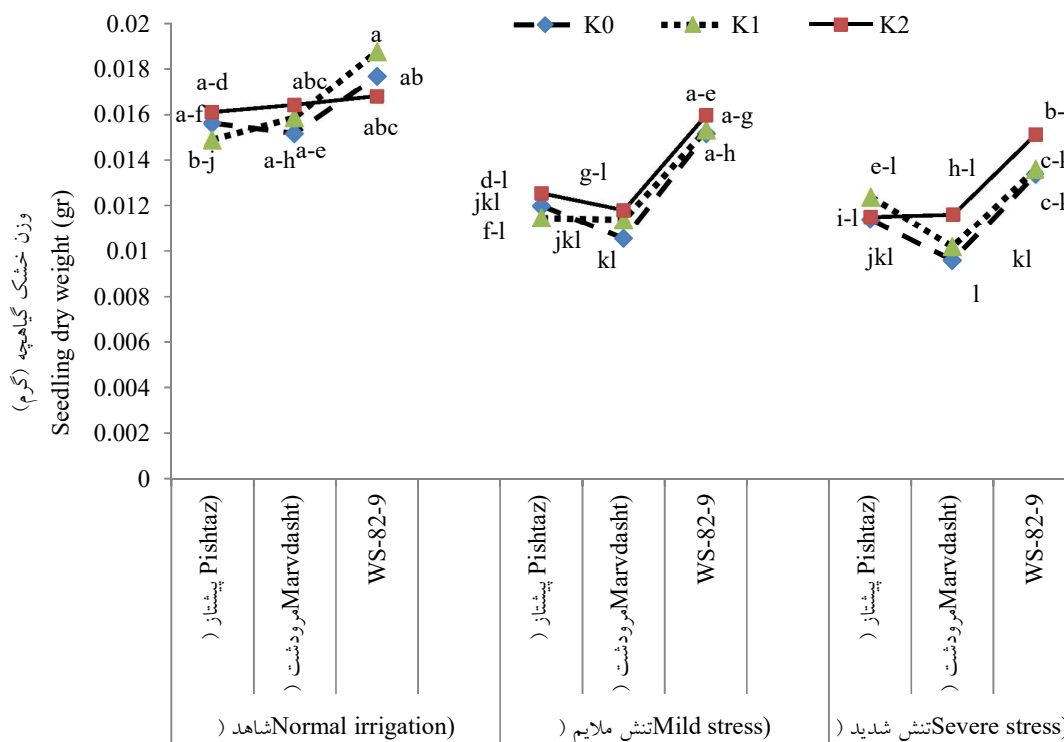 0.02
0.018
0.016
0.014
0.012
0.01
0.008
0.006
0.004
0.002
0
وزن خشک گیاهچه (گرم)
Seedling dry weight (gr)
K0 K1 K2
a
a-d
abc
ab
a-f
abc
b-j
a-h
a-e
a-e
a-g
a-h
d-l
g-l
jkl
f-l
jkl
kl
b-
e-l
h-l
c-k
c-k
i-l
jkl
kl
l
پیشتاز ( Pishtaz)
مرودشت ( Marvdasht)
WS-82-9
پیشتاز ( Pishtaz)
مرودشت ( Marvdasht)
WS-82-9
پیشتاز ( Pishtaz)
مرودشت ( Marvdasht)
WS-82-9
شاهد ( Normal irrigation)
تنش ملایم ( Mild stress)
تنش شدید ( Severe stress)